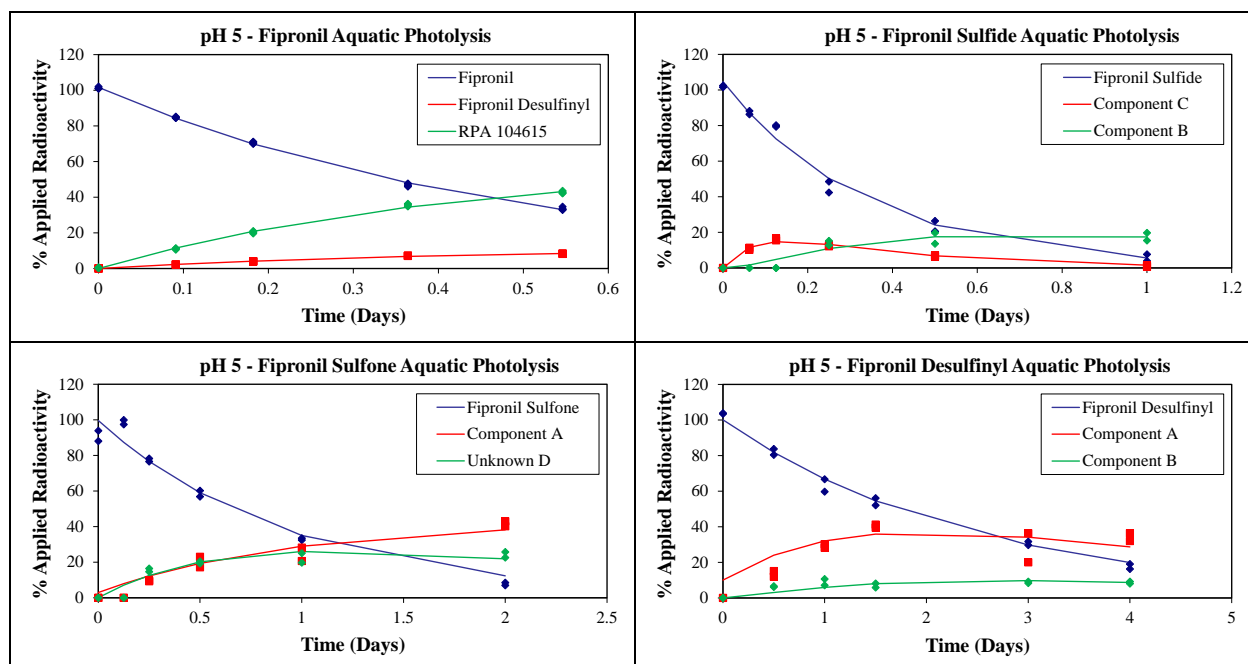 pH 5 - Fipronil Aquatic Photolysis
% Applied Radioactivity
120
100
80
60
40
20
0
Fipronil
Fipronil Desulfinyl
RPA 104615
0 0.1 0.2 0.3 0.4 0.5 0.6
Time (Days)
pH 5 - Fipronil Sulfide Aquatic Photolysis
% Applied Radioactivity
120
100
80
60
40
20
0
Fipronil Sulfide
Component C
Component B
0 0.2 0.4 0.6 0.8 1 1.2
Time (Days)
pH 5 - Fipronil Sulfone Aquatic Photolysis
% Applied Radioactivity
120
100
80
60
40
20
0
Fipronil Sulfone
Component A
Unknown D
0 0.5 1 1.5 2 2.5
Time (Days)
pH 5 - Fipronil Desulfinyl Aquatic Photolysis
% Applied Radioactivity
120
100
80
60
40
20
0
Fipronil Desulfinyl
Component A
Component B
0 1 2 3 4 5
Time (Days)